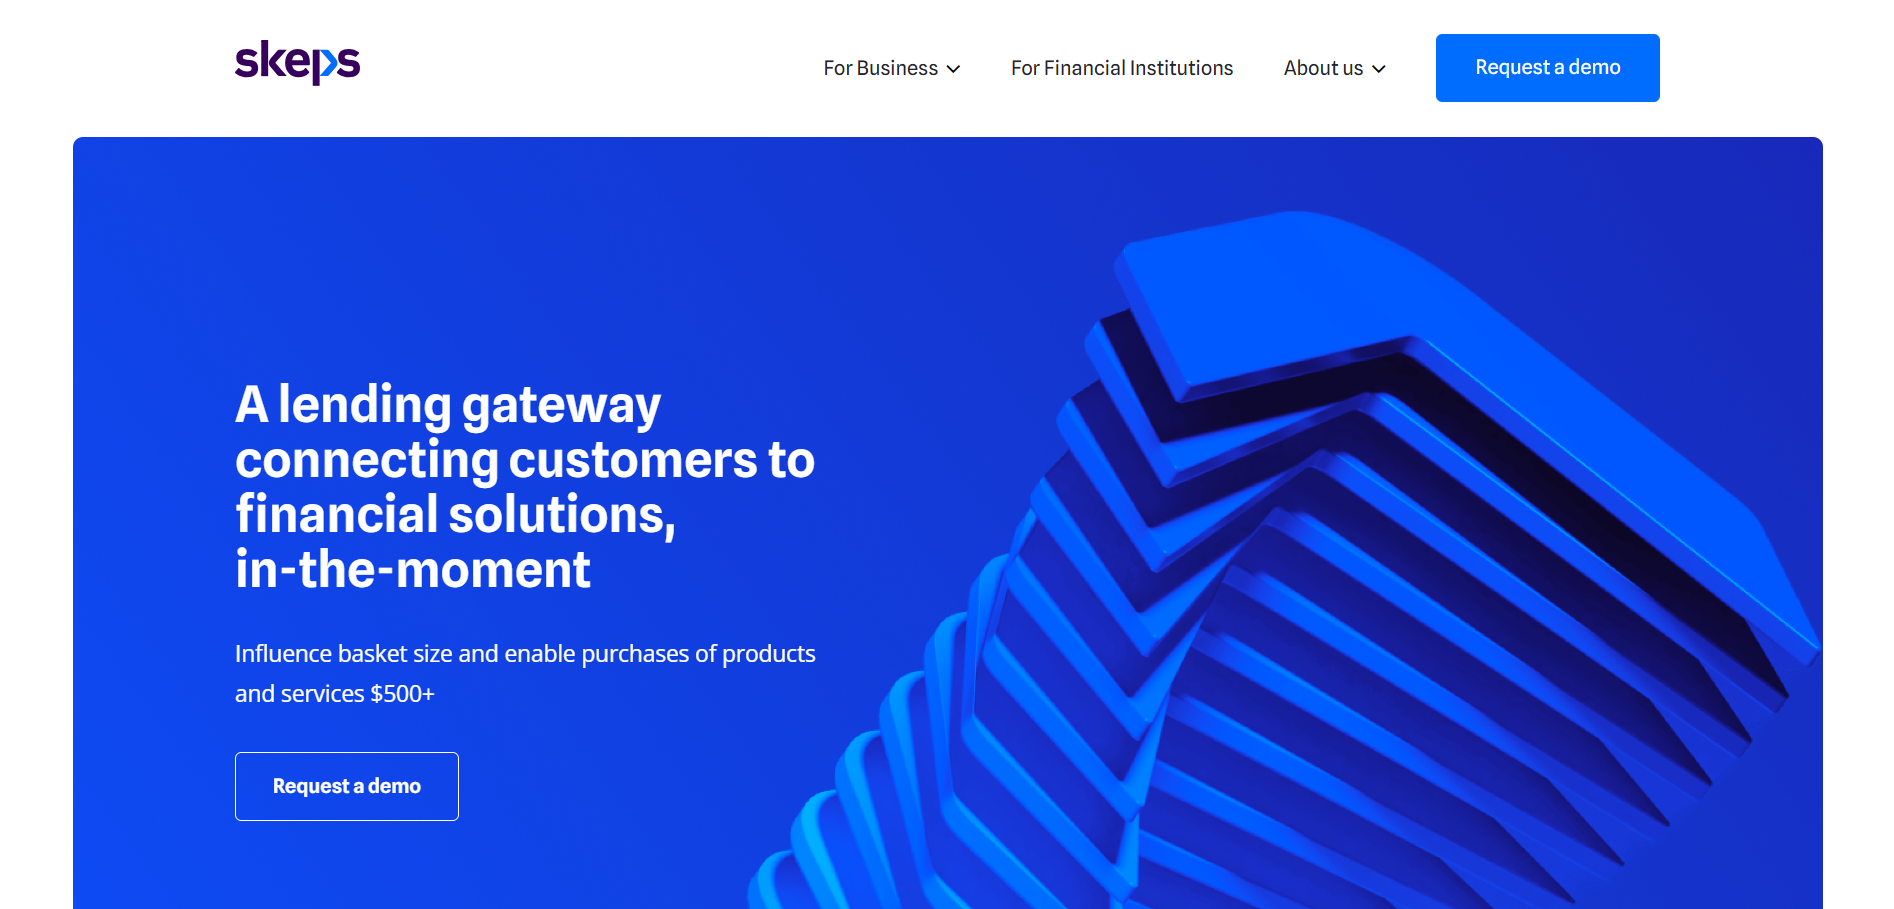 skeps
For Business
For Financial Institutions
About us
Request a demo
A lending gateway
connecting customers to
financial solutions,
in-the-moment
Influence basket size and enable purchases of products
and services $500+
Request a demo